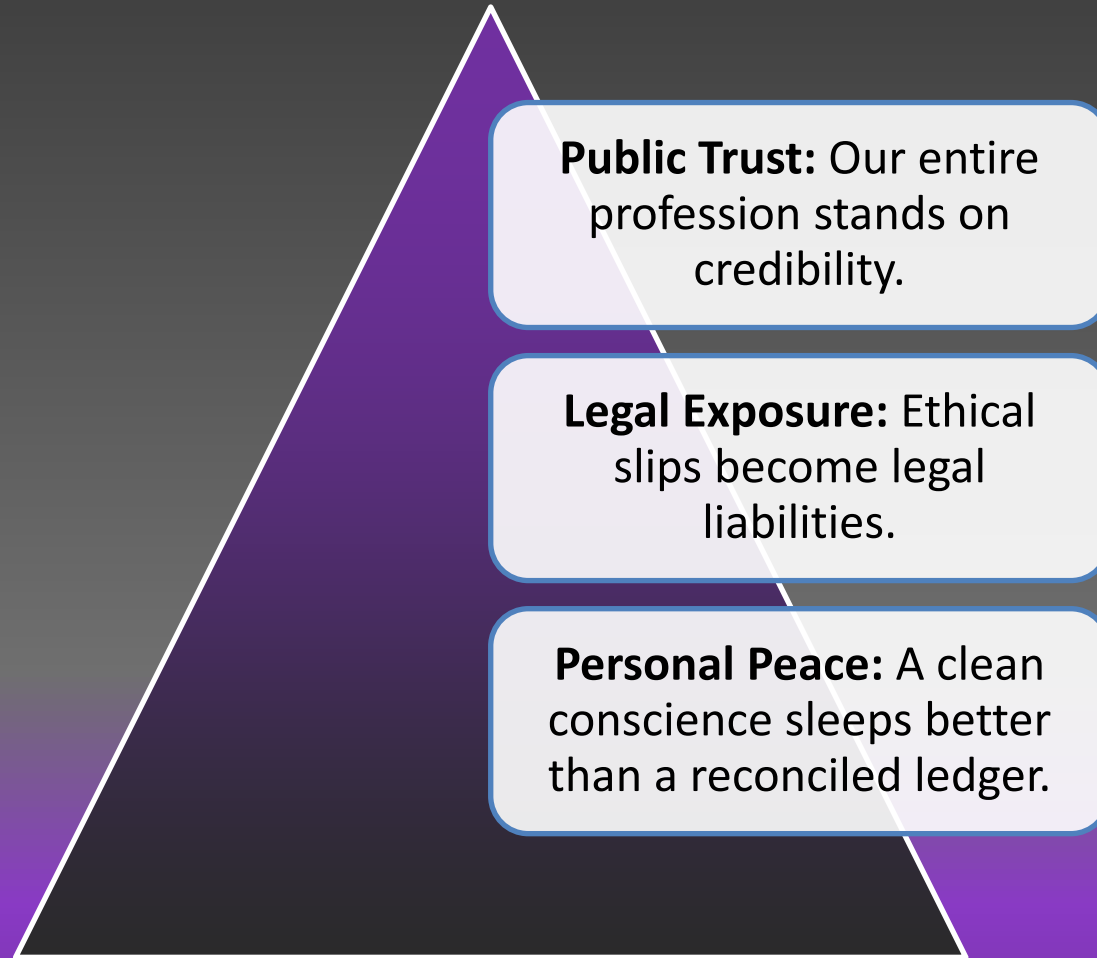 Public Trust: Our entire
profession stands on
credibility.
Legal Exposure: Ethical
slips become legal
liabilities.
Personal Peace: A clean
conscience sleeps better
than a reconciled ledger.